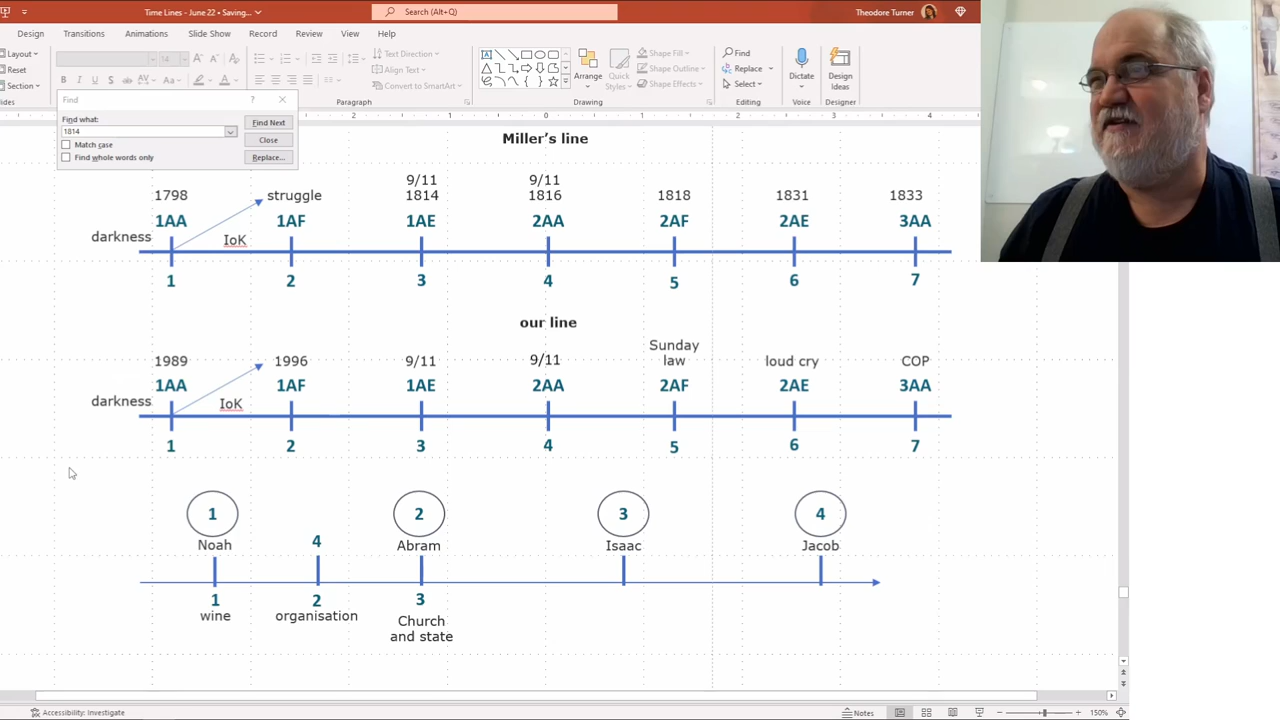 Time Lines - June 22 • Saving...
Search (Alt+Q)
Theodore Turner
Design Transitions Animations Slide Show Record Review View Help
Layout
Reset
Section
Text Direction
Align Text
Convert to SmartArt
Arrange
Quick Styles
Shape Fill
Shape Outline
Shape Effects
Find
Replace
Select
Dictate
Design Ideas
Paragraph Drawing Editing Voice Designer
Find ?
Find what:
1814
Match case
Find whole words only
Find Next
Close
Replace...
Miller's line
9/11 9/11
1798 struggle 1814 1816 1818 1831 1833
1AA 1AF 1AE 2AA 2AF 2AE 3AA
darkness IoK
1 2 3 4 5 6 7
our line
Sunday
1989 1996 9/11 9/11 law loud cry COP
1AA 1AF 1AE 2AA 2AF 2AE 3AA
darkness IoK
1 2 3 4 5 6 7
1 2 3 4
Noah 4 Abram Isaac Jacob
1 2 3
wine organisation Church
and state
Accessibility: Investigate
Notes
150%